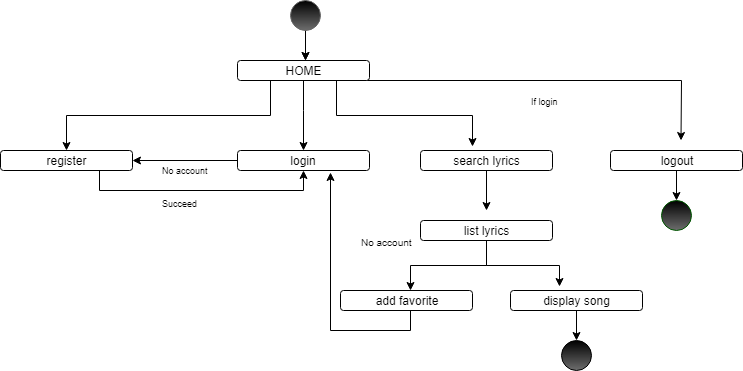 HOME
If login
register
login
search lyrics
logout
No account
Succeed
list lyrics
No account
add favorite
display song